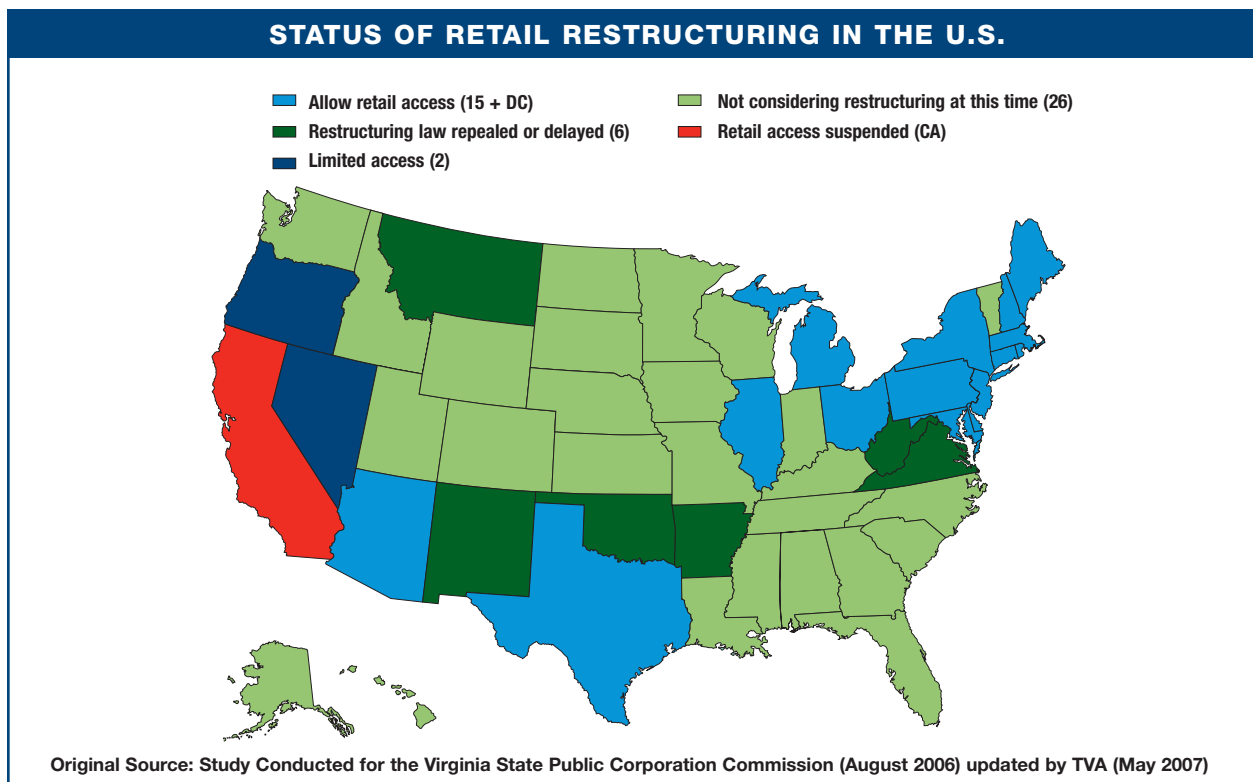 STATUS OF RETAIL RESTRUCTURING IN THE U.S.
Allow retail access (15 + DC)
Restructuring law repealed or delayed (6)
Limited access (2)
Not considering restructuring at this time (26)
Retail access suspended (CA)
Original Source: Study Conducted for the Virginia State Public Corporation Commission (August 2006) updated by TVA (May 2007)